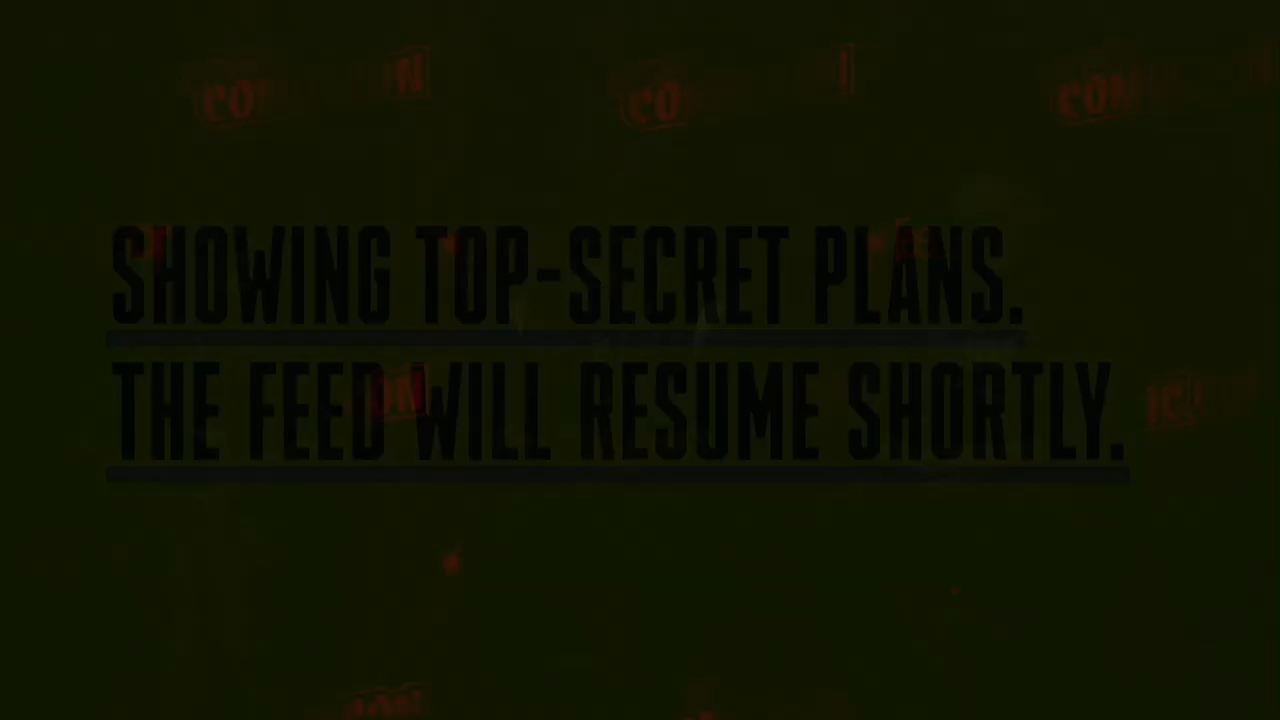 SHOWING TOP-SECRET PLANS.
THE FEED WILL RESUME SHORTLY.